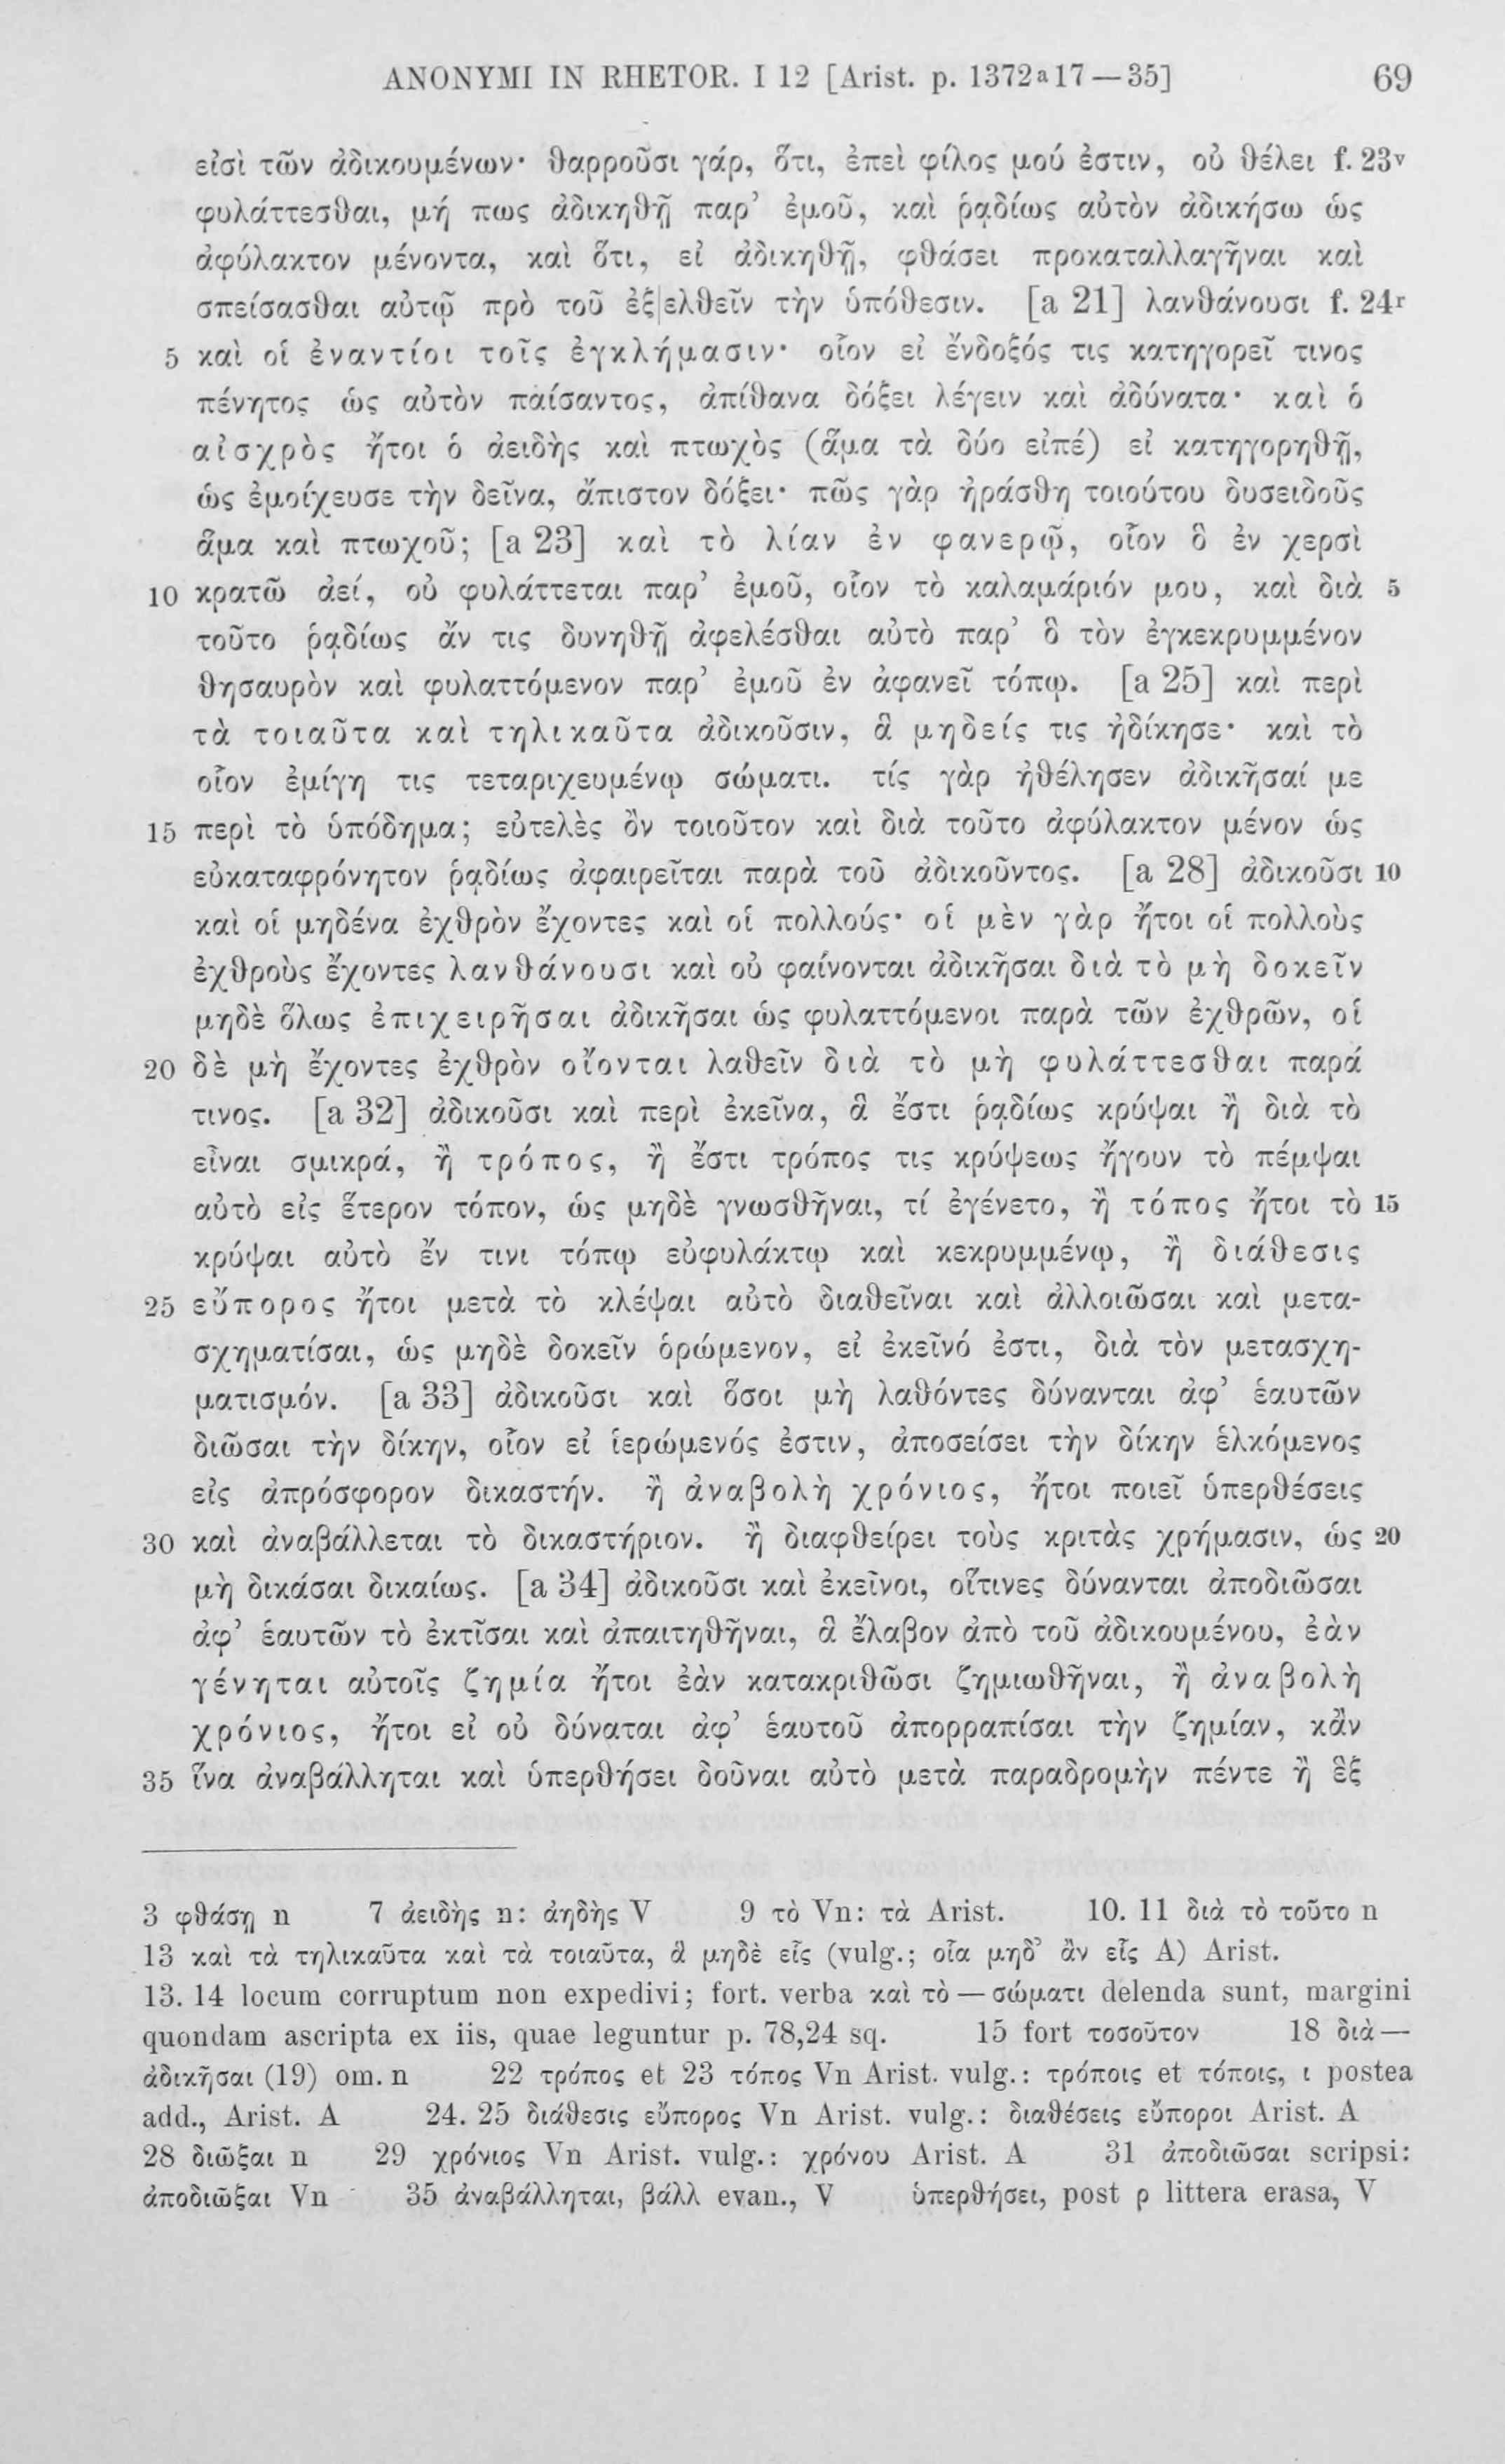 ANONYMI IN RHETOR. I 12 [Arist. p. 1372ᵃ17—35] 69
εἰσὶ τῶν ἀδικουμένων· θαρροῦσι γάρ, ὅτι, ἐπεὶ φίλος μού ἐστιν, οὐ θέλει f. 23ᵛ
φυλάττεσθαι, μή πως ἀδικηθῇ παρ’ ἐμοῦ, καὶ ῥᾳδίως αὐτὸν ἀδικήσω ὡς
ἀφύλακτον μένοντα, καὶ ὅτι, εἰ ἀδικηθῇ, φθάσει προκαταλλαγῆναι καὶ
σπείσασθαι αὐτῷ πρὸ τοῦ ἐξ|ελθεῖν τὴν ὑπόθεσιν. [a 21] λανθάνουσι f. 24ʳ
5 καὶ οἱ ἐναντίοι τοῖς ἐγκλήμασιν· οἷον εἰ ἔνδοξός τις κατηγορεῖ τινος
πένητος ὡς αὐτὸν παίσαντος, ἀπίθανα δόξει λέγειν καὶ ἀδύνατα· καὶ ὁ
αἰσχρὸς ἤτοι ὁ ἀειδὴς καὶ πτωχὸς (ἅμα τὰ δύο εἰπέ) εἰ κατηγορηθῇ,
ὡς ἐμοίχευσε τὴν δεῖνα, ἄπιστον δόξει· πῶς γὰρ ἠράσθη τοιούτου δυσειδοῦς
ἅμα καὶ πτωχοῦ; [a 23] καὶ τὸ λίαν ἐν φανερῷ, οἷον ὃ ἐν χερσὶ
10 κρατῶ ἀεί, οὐ φυλάττεται παρ’ ἐμοῦ, οἷον τὸ καλαμάριόν μου, καὶ διὰ 5
τοῦτο ῥᾳδίως ἄν τις δυνηθῇ ἀφελέσθαι αὐτὸ παρ’ ὃ τὸν ἐγκεκρυμμένον
θησαυρὸν καὶ φυλαττόμενον παρ’ ἐμοῦ ἐν ἀφανεῖ τόπῳ. [a 25] καὶ περὶ
τὰ τοιαῦτα καὶ τηλικαῦτα ἀδικοῦσιν, ἃ μηδείς τις ἠδίκησε· καὶ τὸ
οἷον ἐμίγη τις τεταριχευμένῳ σώματι. τίς γὰρ ἠθέλησεν ἀδικῆσαί με
15 περὶ τὸ ὑπόδημα; εὐτελὲς ὂν τοιοῦτον καὶ διὰ τοῦτο ἀφύλακτον μένον ὡς
εὐκαταφρόνητον ῥᾳδίως ἀφαιρεῖται παρὰ τοῦ ἀδικοῦντος. [a 28] ἀδικοῦσι 10
καὶ οἱ μηδένα ἐχθρὸν ἔχοντες καὶ οἱ πολλούς· οἱ μὲν γὰρ ἤτοι οἱ πολλοὺς
ἐχθροὺς ἔχοντες λανθάνουσι καὶ οὐ φαίνονται ἀδικῆσαι διὰ τὸ μὴ δοκεῖν
μηδὲ ὅλως ἐπιχειρῆσαι ἀδικῆσαι ὡς φυλαττόμενοι παρὰ τῶν ἐχθρῶν, οἱ
20 δὲ μὴ ἔχοντες ἐχθρὸν οἴονται λαθεῖν διὰ τὸ μὴ φυλάττεσθαι παρά
τινος. [a 32] ἀδικοῦσι καὶ περὶ ἐκεῖνα, ἃ ἔστι ῥᾳδίως κρύψαι ἢ διὰ τὸ
εἶναι σμικρά, ἢ τρόπος, ἢ ἔστι τρόπος τις κρύψεως ἤγουν τὸ πέμψαι
αὐτὸ εἰς ἕτερον τόπον, ὡς μηδὲ γνωσθῆναι, τί ἐγένετο, ἢ τόπος ἤτοι τὸ 15
κρύψαι αὐτὸ ἔν τινι τόπῳ εὐφυλάκτῳ καὶ κεκρυμμένῳ, ἢ διάθεσις
25 εὔπορος ἤτοι μετὰ τὸ κλέψαι αὐτὸ διαθεῖναι καὶ ἀλλοιῶσαι καὶ μετα-
σχηματίσαι, ὡς μηδὲ δοκεῖν ὁρώμενον, εἰ ἐκεῖνό ἐστι, διὰ τὸν μετασχη-
ματισμόν. [a 33] ἀδικοῦσι καὶ ὅσοι μὴ λαθόντες δύνανται ἀφ’ ἑαυτῶν
διῶσαι τὴν δίκην, οἷον εἰ ἱερώμενός ἐστιν, ἀποσείσει τὴν δίκην ἑλκόμενος
εἰς ἀπρόσφορον δικαστήν. ἢ ἀναβολὴ χρόνιος, ἤτοι ποιεῖ ὑπερθέσεις
30 καὶ ἀναβάλλεται τὸ δικαστήριον. ἢ διαφθείρει τοὺς κριτὰς χρήμασιν, ὡς 20
μὴ δικάσαι δικαίως. [a 34] ἀδικοῦσι καὶ ἐκεῖνοι, οἵτινες δύνανται ἀποδιῶσαι
ἀφ’ ἑαυτῶν τὸ ἐκτῖσαι καὶ ἀπαιτηθῆναι, ἃ ἔλαβον ἀπὸ τοῦ ἀδικουμένου, ἐὰν
γένηται αὐτοῖς ζημία ἤτοι ἐὰν κατακριθῶσι ζημιωθῆναι, ἢ ἀναβολὴ
χρόνιος, ἤτοι εἰ οὐ δύναται ἀφ’ ἑαυτοῦ ἀπορραπίσαι τὴν ζημίαν, κἂν
35 ἵνα ἀναβάλληται καὶ ὑπερθήσει δοῦναι αὐτὸ μετὰ παραδρομὴν πέντε ἢ ἓξ
3 φθάσῃ n 7 ἀειδὴς n: ἀηδὴς V 9 τὸ Vn: τὰ Arist. 10. 11 διὰ τὸ τοῦτο n
13 καὶ τὰ τηλικαῦτα καὶ τὰ τοιαῦτα, ἃ μηδὲ εἷς (vulg.; οἷα μηδ’ ἂν εἷς A) Arist.
13. 14 locum corruptum non expedivi; fort. verba καὶ τὸ — σώματι delenda sunt, margini
quondam ascripta ex iis, quae leguntur p. 78,24 sq. 15 fort τοσοῦτον 18 διὰ —
ἀδικῆσαι (19) om. n 22 τρόπος et 23 τόπος Vn Arist. vulg.: τρόποις et τόποις, ι postea
add., Arist. A 24. 25 διάθεσις εὔπορος Vn Arist. vulg.: διαθέσεις εὔποροι Arist. A
28 διῶξαι n 29 χρόνιος Vn Arist. vulg.: χρόνου Arist. A 31 ἀποδιῶσαι scripsi:
ἀποδιῶξαι Vn 35 ἀναβάλληται, βάλλ evan., V ὑπερθήσει, post ρ littera erasa, V